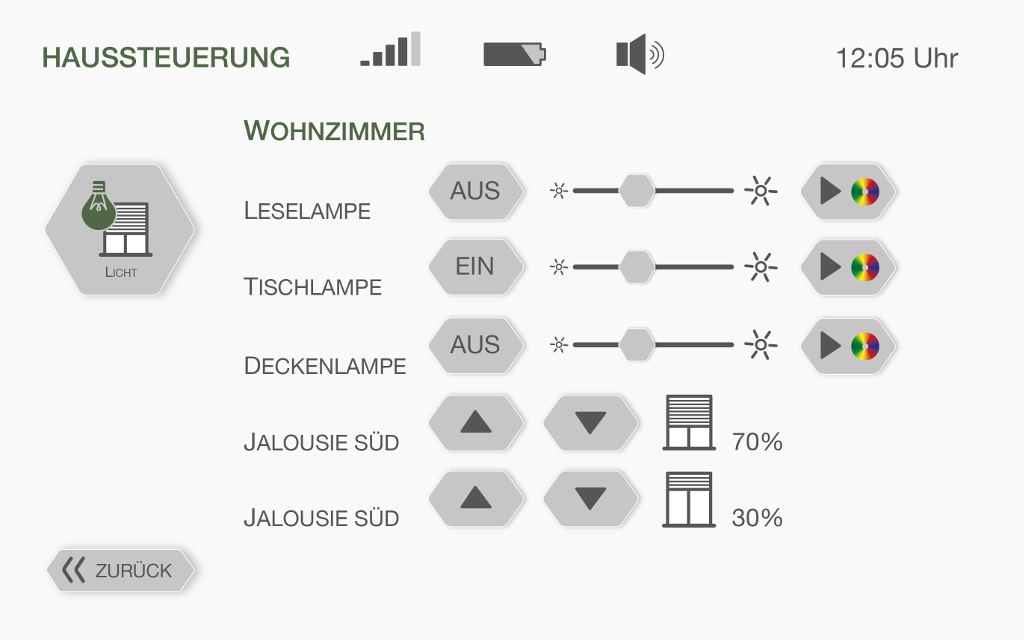 HAUSSTEUERUNG
12:05 Uhr
WOHNZIMMER
LICHT
LESELAMPE AUS
TISCHLAMPE EIN
DECKENLAMPE AUS
JALOUSIE SÜD 70%
JALOUSIE SÜD 30%
ZURÜCK